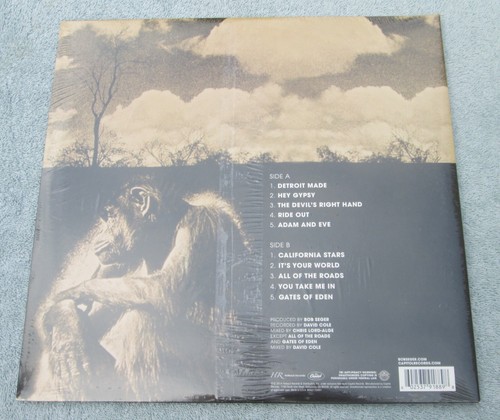 SIDE A
1. DETROIT MADE
2. HEY GYPSY
3. THE DEVIL'S RIGHT HAND
4. RIDE OUT
5. ADAM AND EVE
SIDE B
1. CALIFORNIA STARS
2. IT'S YOUR WORLD
3. ALL OF THE ROADS
4. YOU TAKE ME IN
5. GATES OF EDEN
PRODUCED BY BOB SEGER
RECORDED BY DAVID COLE
MIXED BY CHRIS LORD-ALGE
EXCEPT ALL OF THE ROADS
AND GATES OF EDEN
MIXED BY DAVID COLE
BOBSEGER.COM
CAPITOLRECORDS.COM